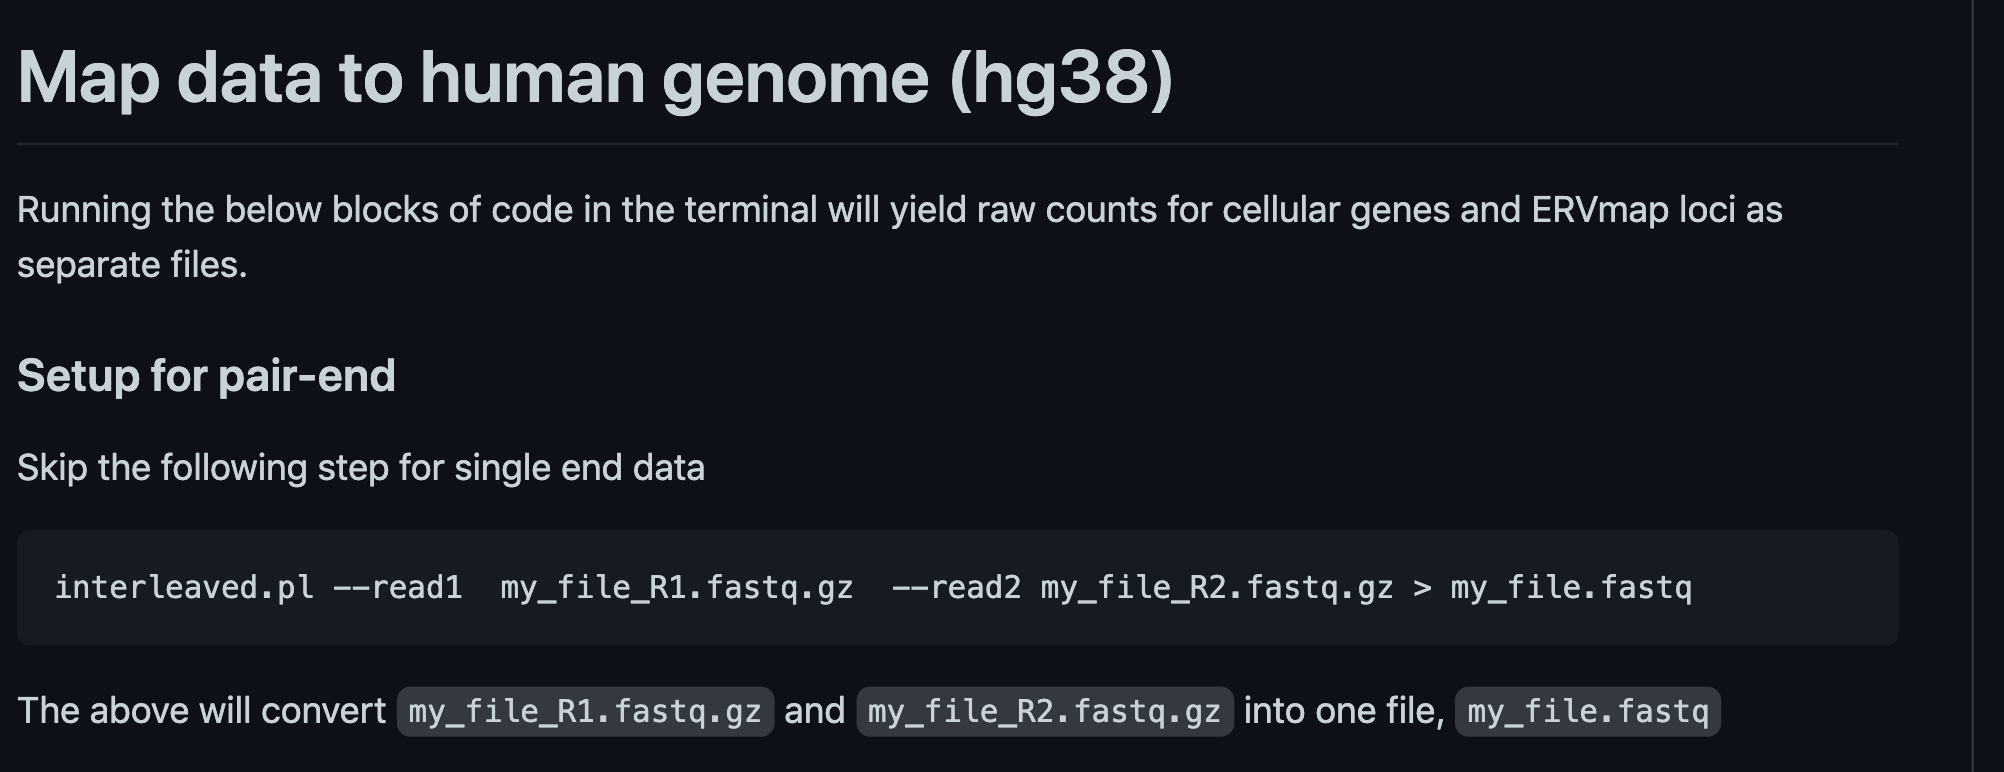 Map data to human genome (hg38)
Running the below blocks of code in the terminal will yield raw counts for cellular genes and ERVmap loci as
separate files.
Setup for pair-end
Skip the following step for single end data
interleaved.pl --read1  my_file_R1.fastq.gz  --read2 my_file_R2.fastq.gz > my_file.fastq
The above will convert my_file_R1.fastq.gz and my_file_R2.fastq.gz into one file, my_file.fastq